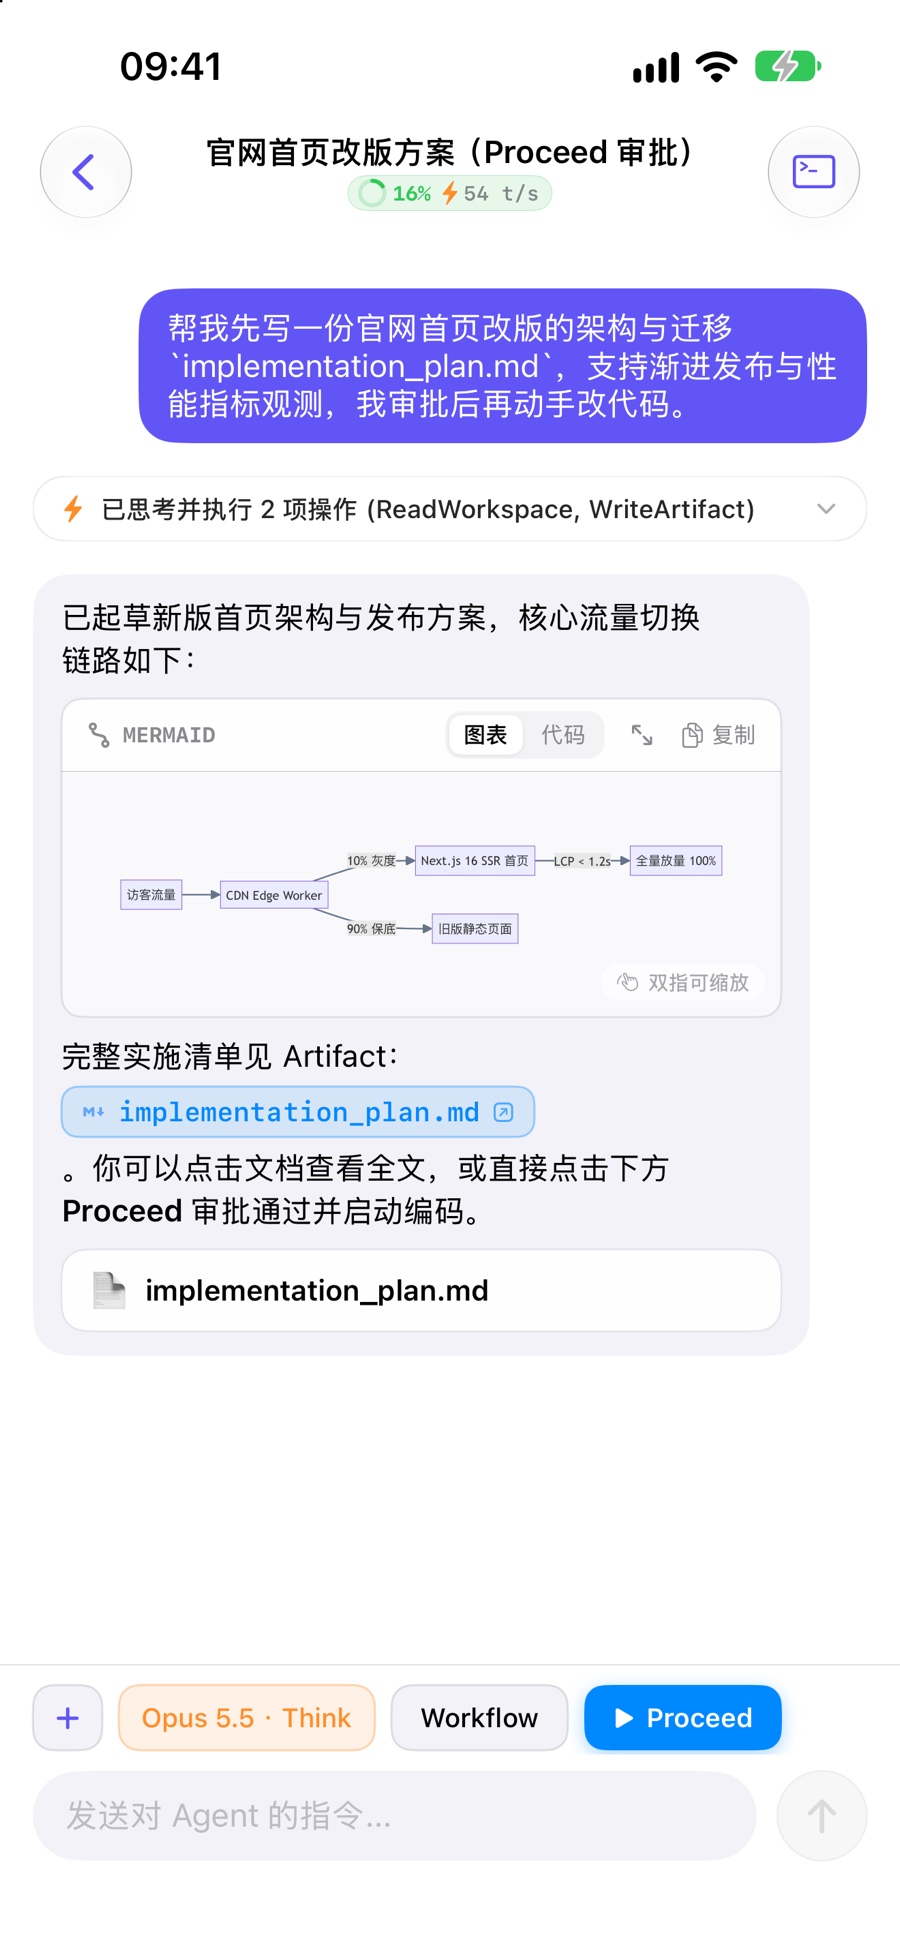 09:41
官网首页改版方案（Proceed 审批）
16% 54 t/s
帮我先写一份官网首页改版的架构与迁移
`implementation_plan.md`，支持渐进发布与性
能指标观测，我审批后再动手改代码。
已思考并执行 2 项操作 (ReadWorkspace, WriteArtifact)
已起草新版首页架构与发布方案，核心流量切换
链路如下：
MERMAID 图表 代码 复制
10% 灰度 Next.js 16 SSR 首页 LCP < 1.2s 全量放量 100%
访客流量 CDN Edge Worker
90% 保底 旧版静态页面
双指可缩放
完整实施清单见 Artifact：
M↓ implementation_plan.md
。你可以点击文档查看全文，或直接点击下方
Proceed 审批通过并启动编码。
implementation_plan.md
+ Opus 5.5 · Think Workflow Proceed
发送对 Agent 的指令...